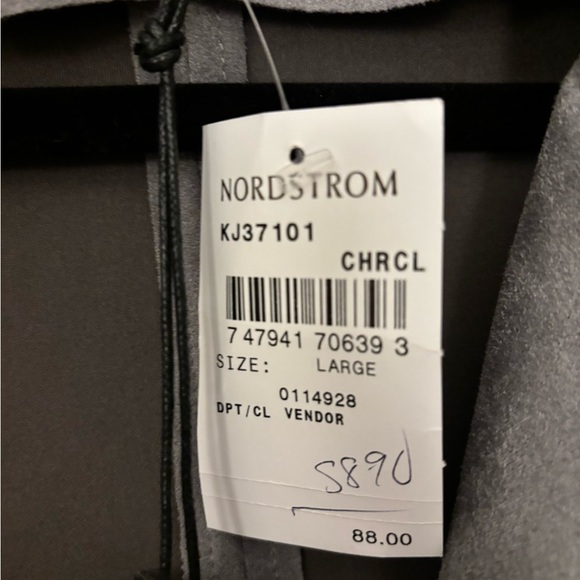 NORDSTROM
KJ37101
CHRCL
7 47941 70639 3
SIZE: LARGE
0114928
DPT/CL VENDOR
S890
88.00